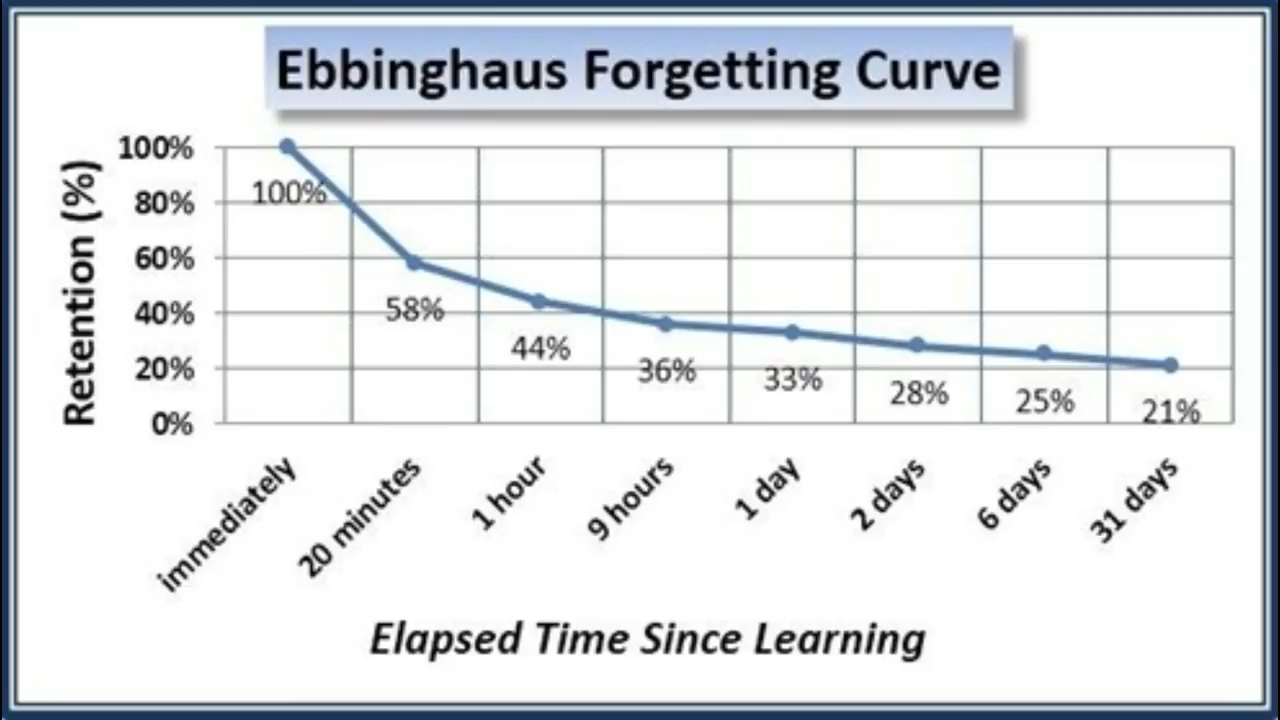 Ebbinghaus Forgetting Curve
Retention (%)
100%
80%
60%
40%
20%
0%
100%
58%
44%
36%
33%
28%
25%
21%
immediately
20 minutes
1 hour
9 hours
1 day
2 days
6 days
31 days
Elapsed Time Since Learning